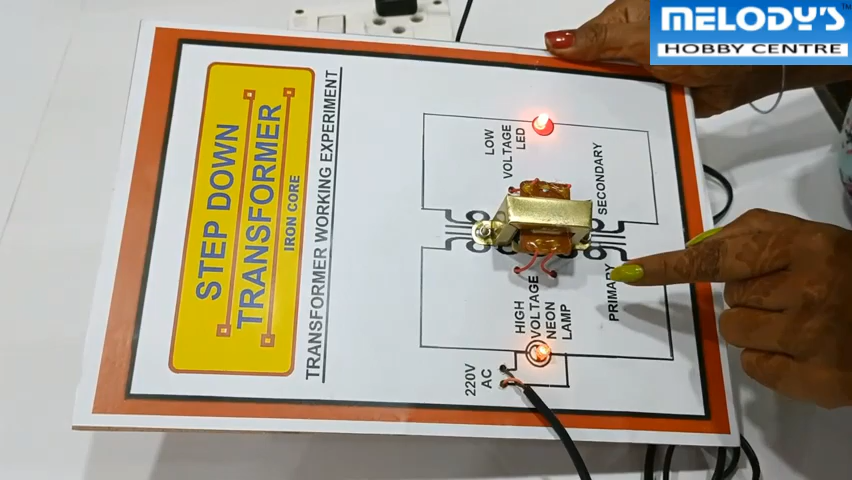 MELODY'S
TM
HOBBY CENTRE
STEP DOWN
TRANSFORMER
IRON CORE
TRANSFORMER WORKING EXPERIMENT
LOW
VOLTAGE
LED
SECONDARY
PRIMARY
HIGH
VOLTAGE
NEON
LAMP
220V
AC